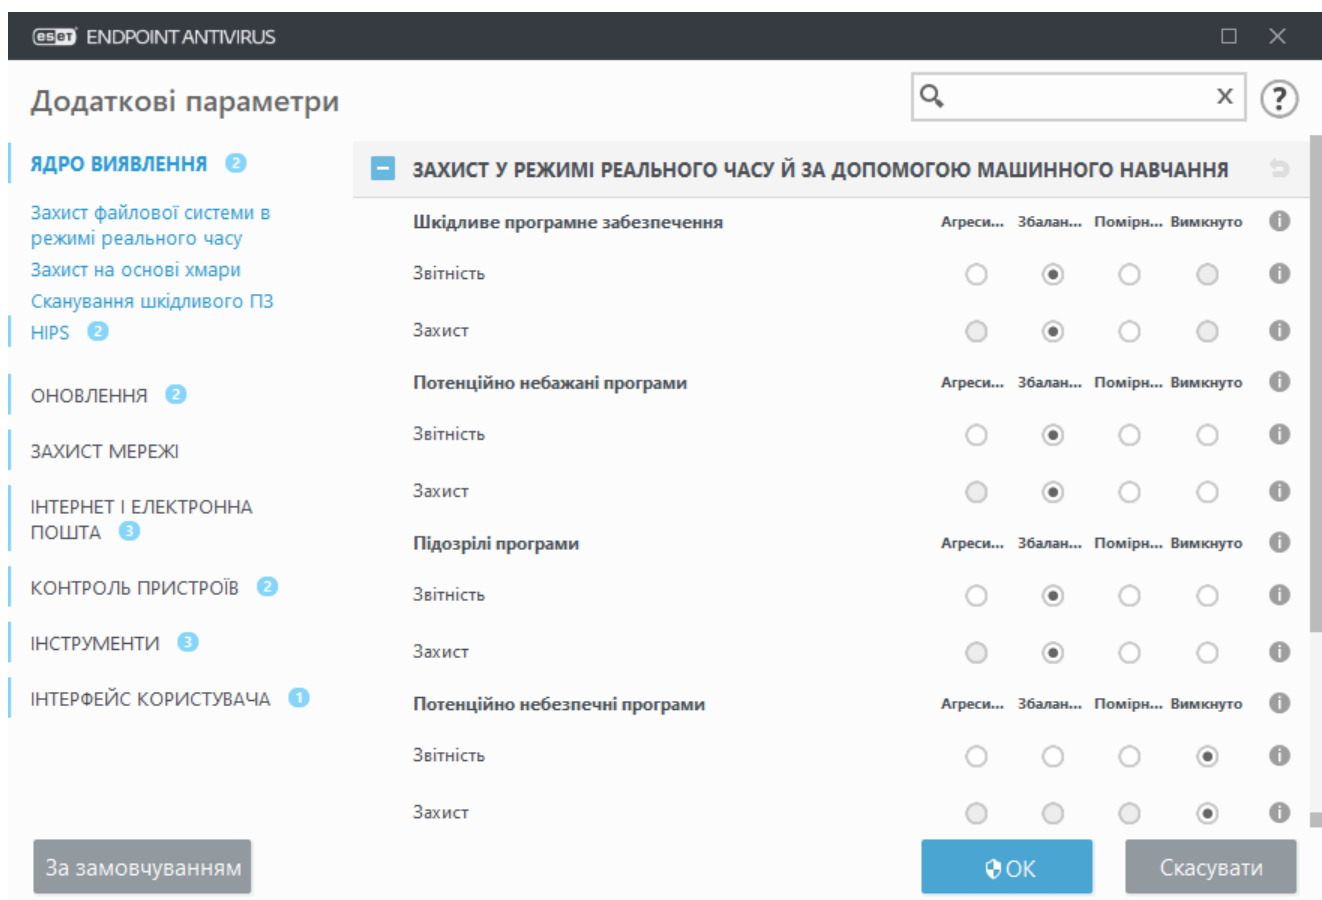 eset ENDPOINT ANTIVIRUS
Додаткові параметри
x
?
ЯДРО ВИЯВЛЕННЯ 2
Захист файлової системи в
режимі реального часу
Захист на основі хмари
Сканування шкідливого ПЗ
HIPS 2
ОНОВЛЕННЯ 2
ЗАХИСТ МЕРЕЖІ
ІНТЕРНЕТ І ЕЛЕКТРОННА
ПОШТА 3
КОНТРОЛЬ ПРИСТРОЇВ 2
ІНСТРУМЕНТИ 3
ІНТЕРФЕЙС КОРИСТУВАЧА 1
ЗАХИСТ У РЕЖИМІ РЕАЛЬНОГО ЧАСУ Й ЗА ДОПОМОГОЮ МАШИННОГО НАВЧАННЯ
Шкідливе програмне забезпечення Агреси... Збалан... Помірн... Вимкнуто
Звітність
Захист
Потенційно небажані програми Агреси... Збалан... Помірн... Вимкнуто
Звітність
Захист
Підозрілі програми Агреси... Збалан... Помірн... Вимкнуто
Звітність
Захист
Потенційно небезпечні програми Агреси... Збалан... Помірн... Вимкнуто
Звітність
Захист
За замовчуванням
OK
Скасувати